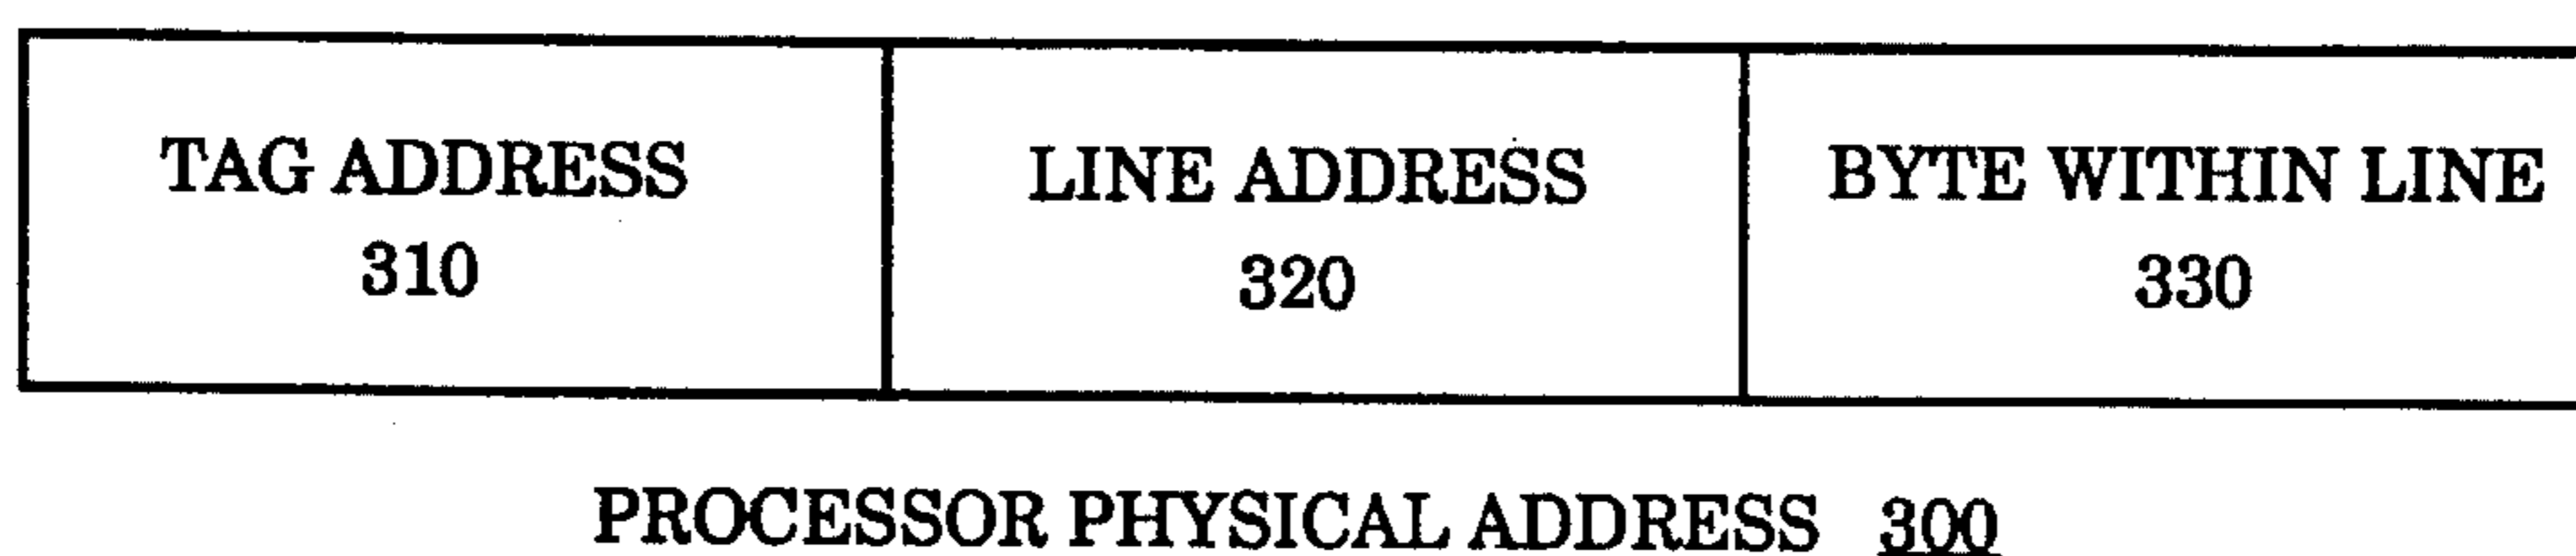 TAG ADDRESS
310
LINE ADDRESS
320
BYTE WITHIN LINE
330
PROCESSOR PHYSICAL ADDRESS 300